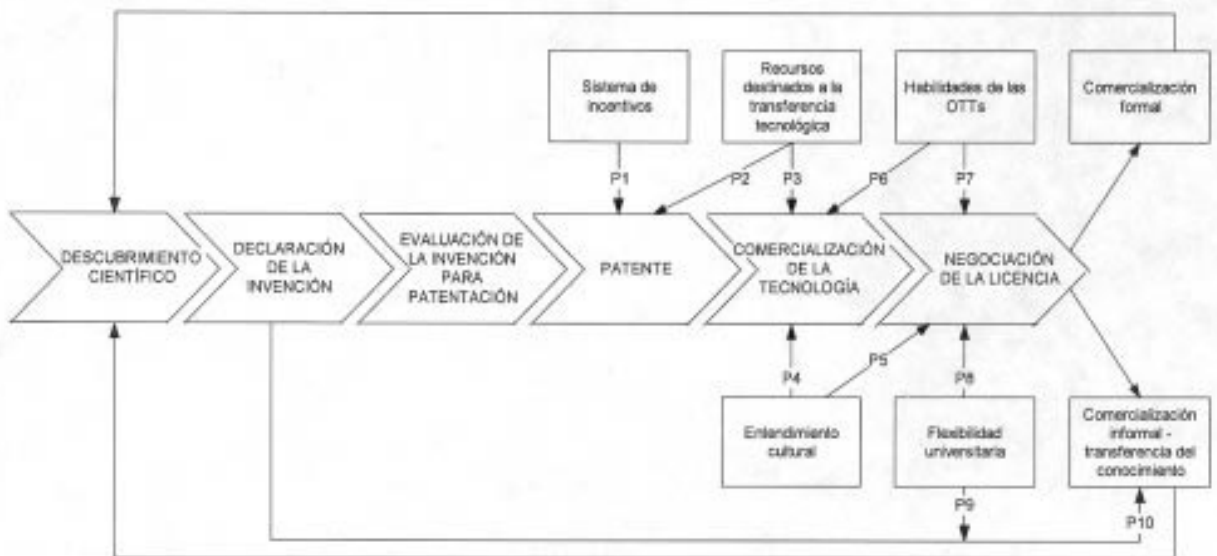 Sistema de
incentivos
Recursos
destinados a la
transferencia
tecnológica
Habilidades de las
OTTs
Comercialización
formal
P1
P2
P3
P6
P7
DESCUBRIMIENTO
CIENTÍFICO
DECLARACIÓN
DE LA
INVENCIÓN
EVALUACIÓN DE
LA INVENCIÓN
PARA
PATENTACIÓN
PATENTE
COMERCIALIZACIÓN
DE LA
TECNOLOGÍA
NEGOCIACIÓN
DE LA LICENCIA
P4
P5
P8
Entendimiento
cultural
Flexibilidad
universitaria
Comercialización
informal -
transferencia del
conocimiento
P9
P10